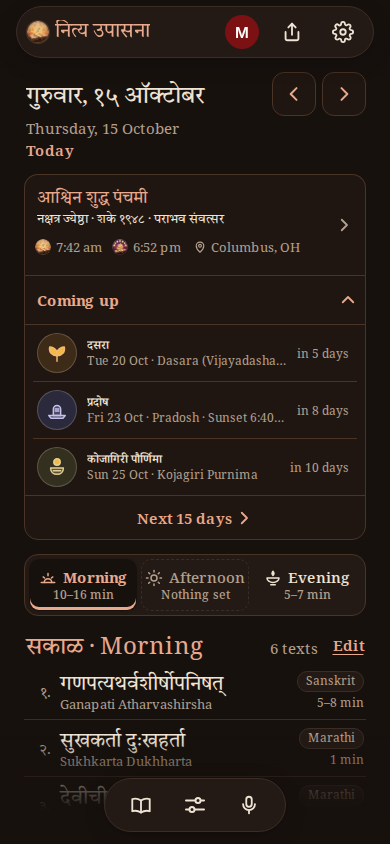 नित्य उपासना
M
गुरुवार, १५ ऑक्टोबर
Thursday, 15 October
Today
आश्विन शुद्ध पंचमी
नक्षत्र ज्येष्ठा · शके १९४८ · पराभव संवत्सर
7:42 am 6:52 pm Columbus, OH
Coming up
दसरा
Tue 20 Oct · Dasara (Vijayadasha… in 5 days
प्रदोष
Fri 23 Oct · Pradosh · Sunset 6:40… in 8 days
कोजागिरी पौर्णिमा
Sun 25 Oct · Kojagiri Purnima in 10 days
Next 15 days
Morning Afternoon Evening
10–16 min Nothing set 5–7 min
सकाळ · Morning 6 texts Edit
१. गणपत्यथर्वशीर्षोपनिषत् Sanskrit
Ganapati Atharvashirsha 5–8 min
२. सुखकर्ता दुःखहर्ता Marathi
Sukhkarta Dukhharta 1 min
देवीची Marathi